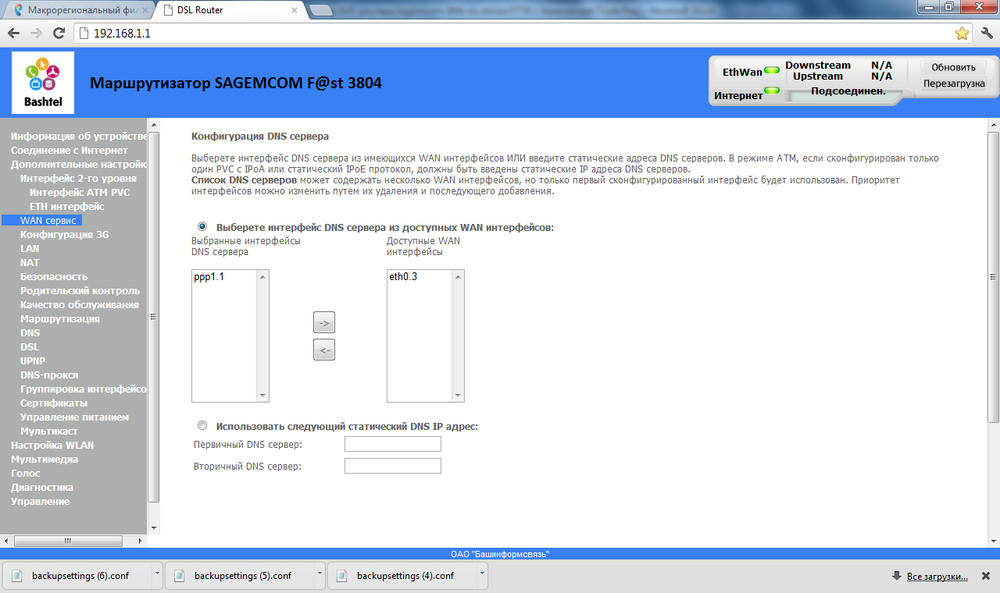 Макрорегиональный фил
DSL Router
192.168.1.1
Bashtel
Маршрутизатор SAGEMCOM F@st 3804
EthWan
Downstream N/A
Upstream N/A
Интернет
Подсоединен.
Обновить
Перезагрузка
Информация об устройстве
Соединение с Интернет
Дополнительные настройк
Интерфейс 2-го уровня
Интерфейс ATM PVC
ETH интерфейс
WAN сервис
Конфигурация 3G
LAN
NAT
Безопасность
Родительский контроль
Качество обслуживания
Маршрутизация
DNS
DSL
UPNP
DNS-прокси
Группировка интерфейсо
Сертификаты
Управление питанием
Мультикаст
Настройка WLAN
Мультимедиа
Голос
Диагностика
Управление
Конфигурация DNS сервера
Выберете интерфейс DNS сервера из имеющихся WAN интерфейсов ИЛИ введите статические адреса DNS серверов. В режиме ATM, если сконфигурирован только
один PVC с IPoA или статический IPoE протокол, должны быть введены статические IP адреса DNS серверов.
Список DNS серверов может содержать несколько WAN интерфейсов, но только первый сконфигурированный интерфейс будет использован. Приоритет
интерфейсов можно изменить путем их удаления и последующего добавления.
Выберете интерфейс DNS сервера из доступных WAN интерфейсов:
Выбранные интерфейсы
DNS сервера
Доступные WAN
интерфейсы
ppp1.1
eth0.3
->
<-
Использовать следующий статический DNS IP адрес:
Первичный DNS сервер:
Вторичный DNS сервер:
ОАО "Башинформсвязь"
backupsettings (6).conf
backupsettings (5).conf
backupsettings (4).conf
Все загрузки...